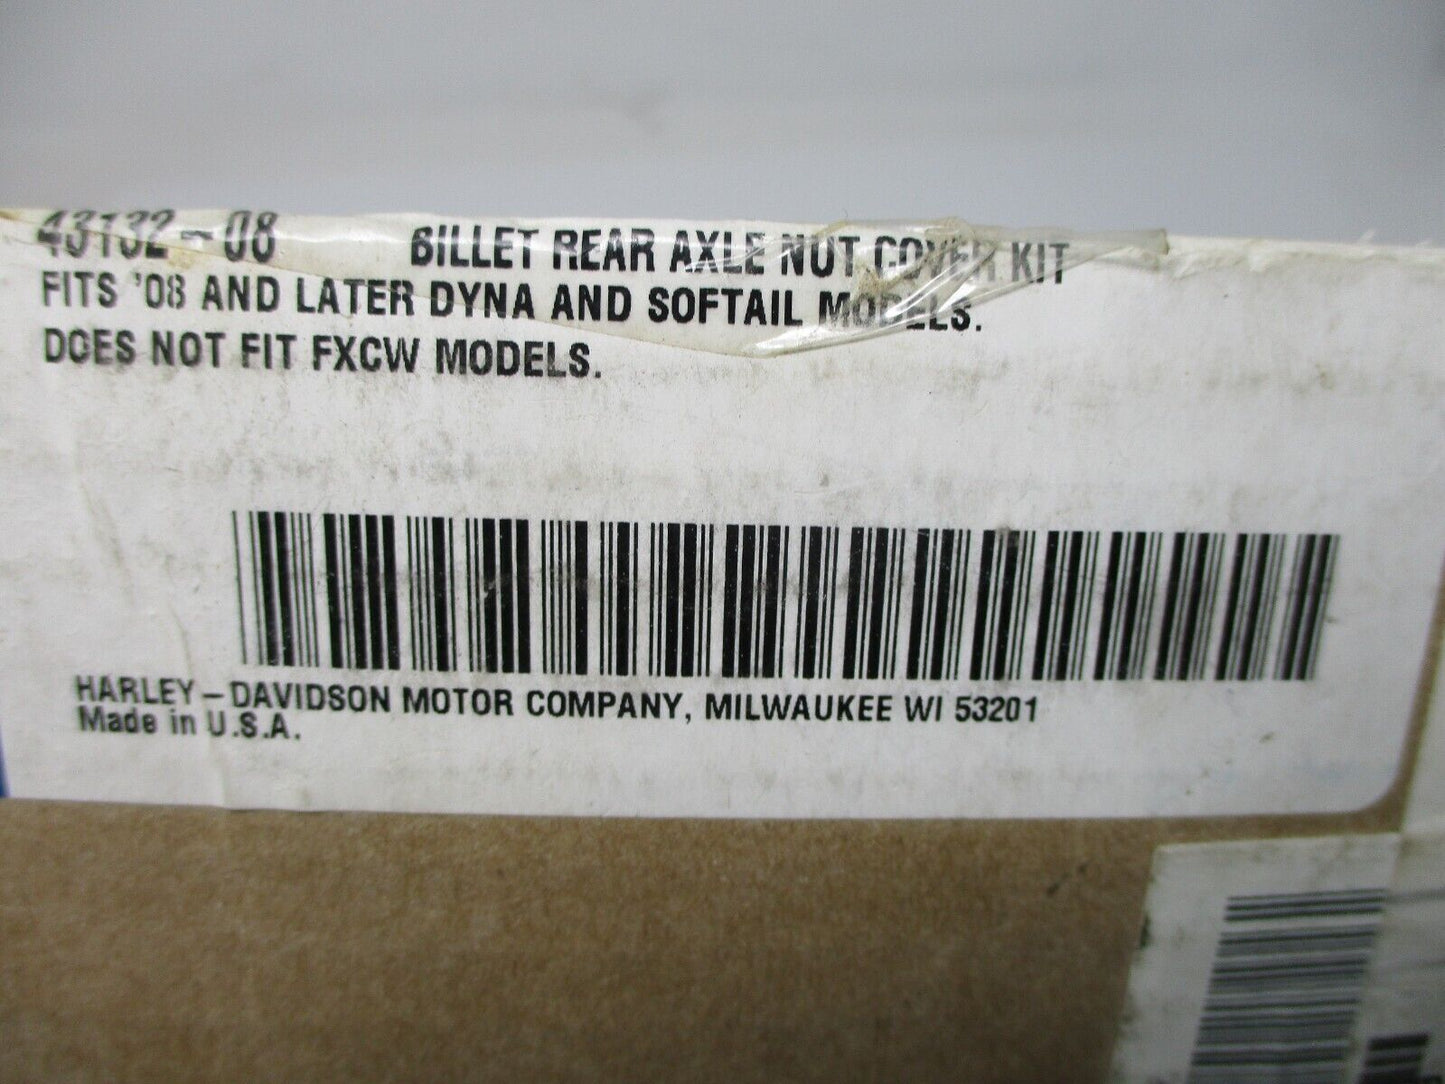 43132-08 BILLET REAR AXLE NUT COVER KIT
FITS '08 AND LATER DYNA AND SOFTAIL MODELS.
DOES NOT FIT FXCW MODELS.
HARLEY-DAVIDSON MOTOR COMPANY, MILWAUKEE WI 53201
Made in U.S.A.